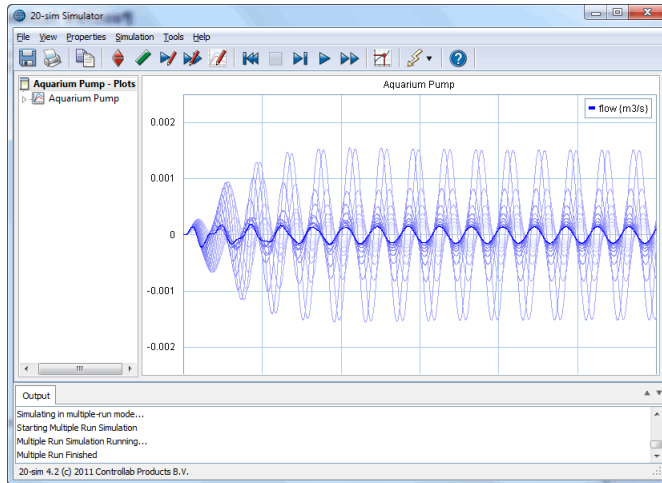 20-sim Simulator
File View Properties Simulation Tools Help
Aquarium Pump - Plots
Aquarium Pump
Aquarium Pump
flow {m3/s}
0.002
0.001
0
-0.001
-0.002
Output
Simulating in multiple-run mode...
Starting Multiple Run Simulation
Multiple Run Simulation Running...
Multiple Run Finished
20-sim 4.2 (c) 2011 Controllab Products B.V.